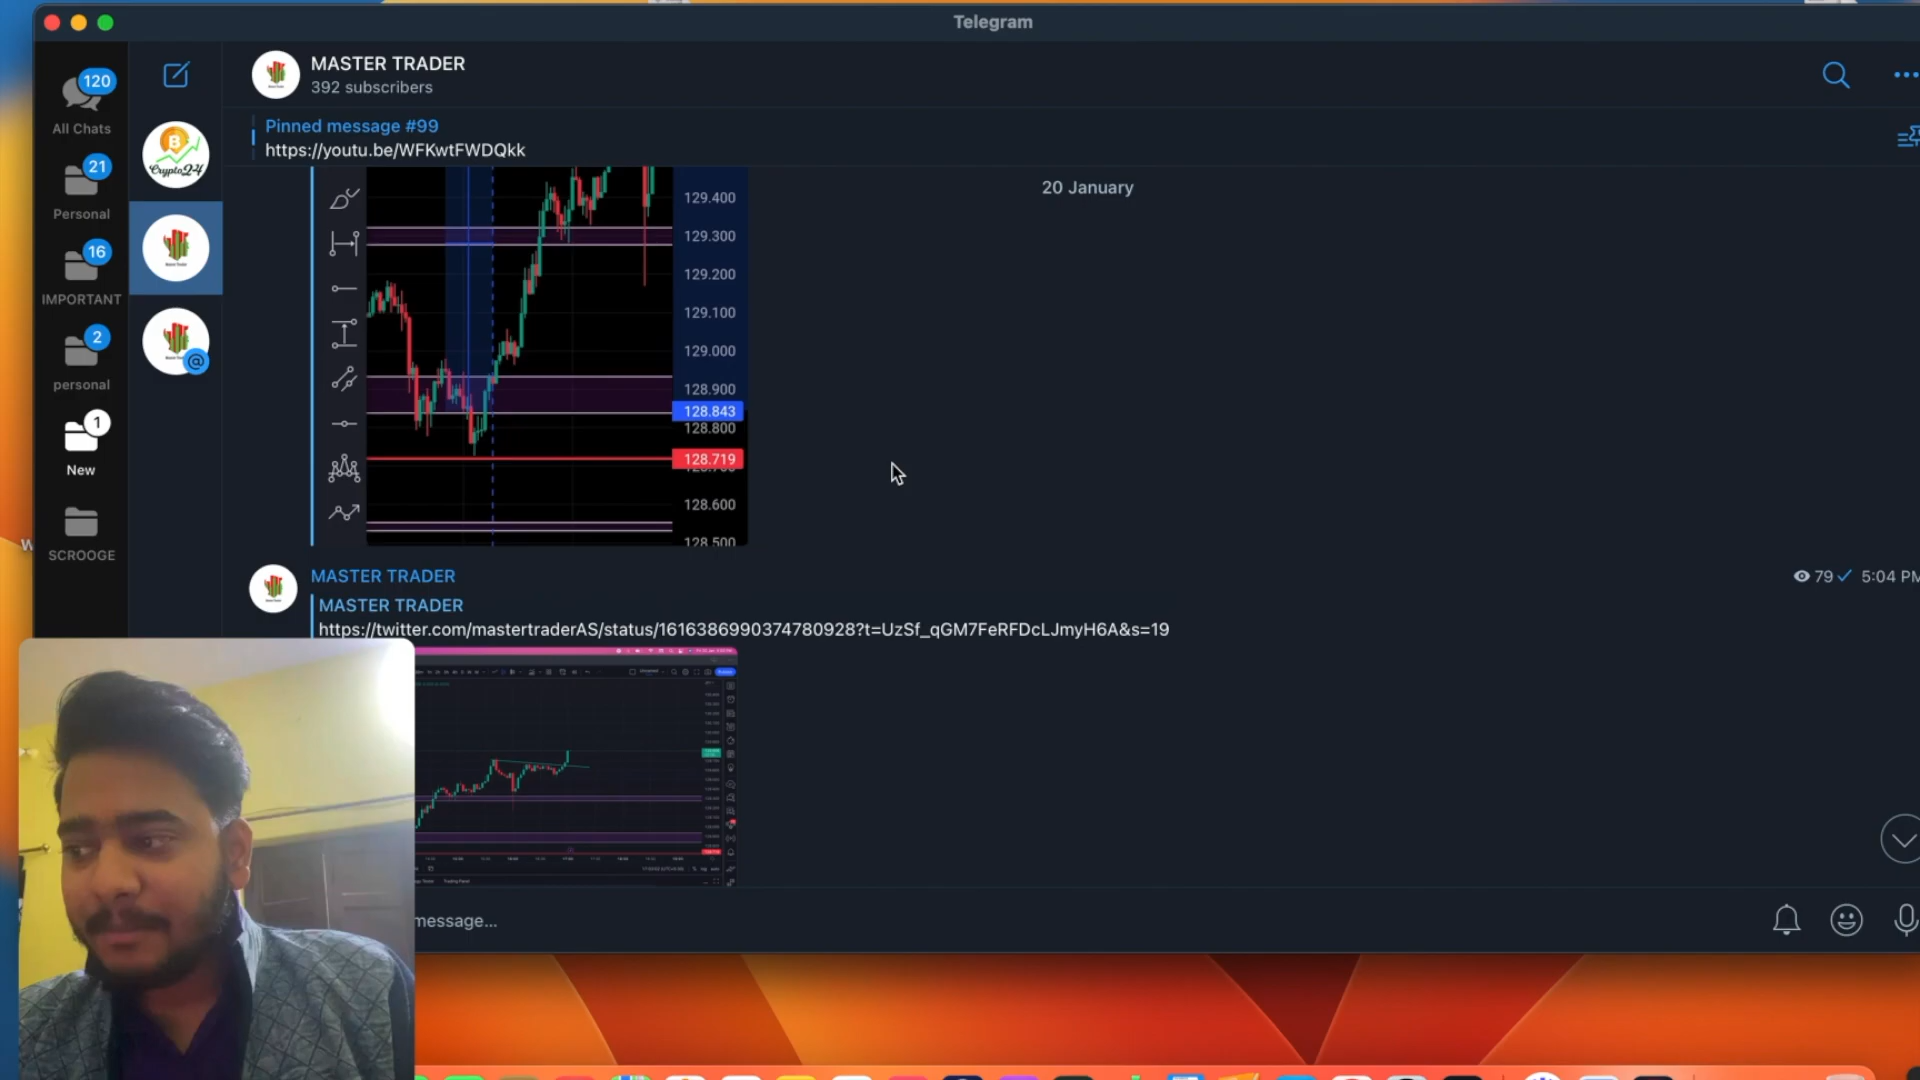 Telegram
120
All Chats
21
Personal
16
IMPORTANT
2
personal
1
New
SCROOGE
Crypto24
MASTER TRADER
392 subscribers
Pinned message #99
https://youtu.be/WFKwtFWDQkk
20 January
129.400
129.300
129.200
129.100
129.000
128.900
128.843
128.800
128.719
128.600
128.500
MASTER TRADER
79 5:04 PM
MASTER TRADER
https://twitter.com/mastertraderAS/status/1616386990374780928?t=UzSf_qGM7FeRFDcLJmyH6A&s=19
message...